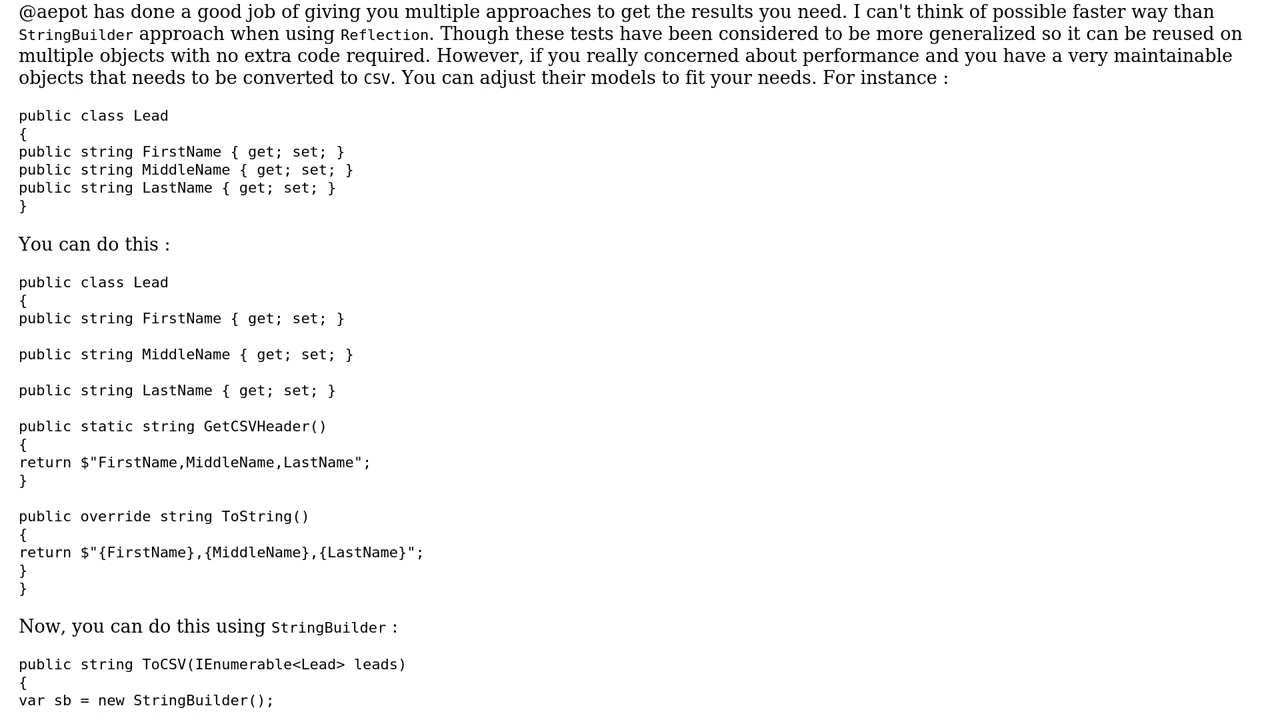 @aepot has done a good job of giving you multiple approaches to get the results you need. I can't think of possible faster way than
StringBuilder approach when using Reflection. Though these tests have been considered to be more generalized so it can be reused on
multiple objects with no extra code required. However, if you really concerned about performance and you have a very maintainable
objects that needs to be converted to CSV. You can adjust their models to fit your needs. For instance :
public class Lead
{
public string FirstName { get; set; }
public string MiddleName { get; set; }
public string LastName { get; set; }
}
You can do this :
public class Lead
{
public string FirstName { get; set; }
public string MiddleName { get; set; }
public string LastName { get; set; }
public static string GetCSVHeader()
{
return $"FirstName,MiddleName,LastName";
}
public override string ToString()
{
return $"{FirstName},{MiddleName},{LastName}";
}
}
Now, you can do this using StringBuilder :
public string ToCSV(IEnumerable<Lead> leads)
{
var sb = new StringBuilder();